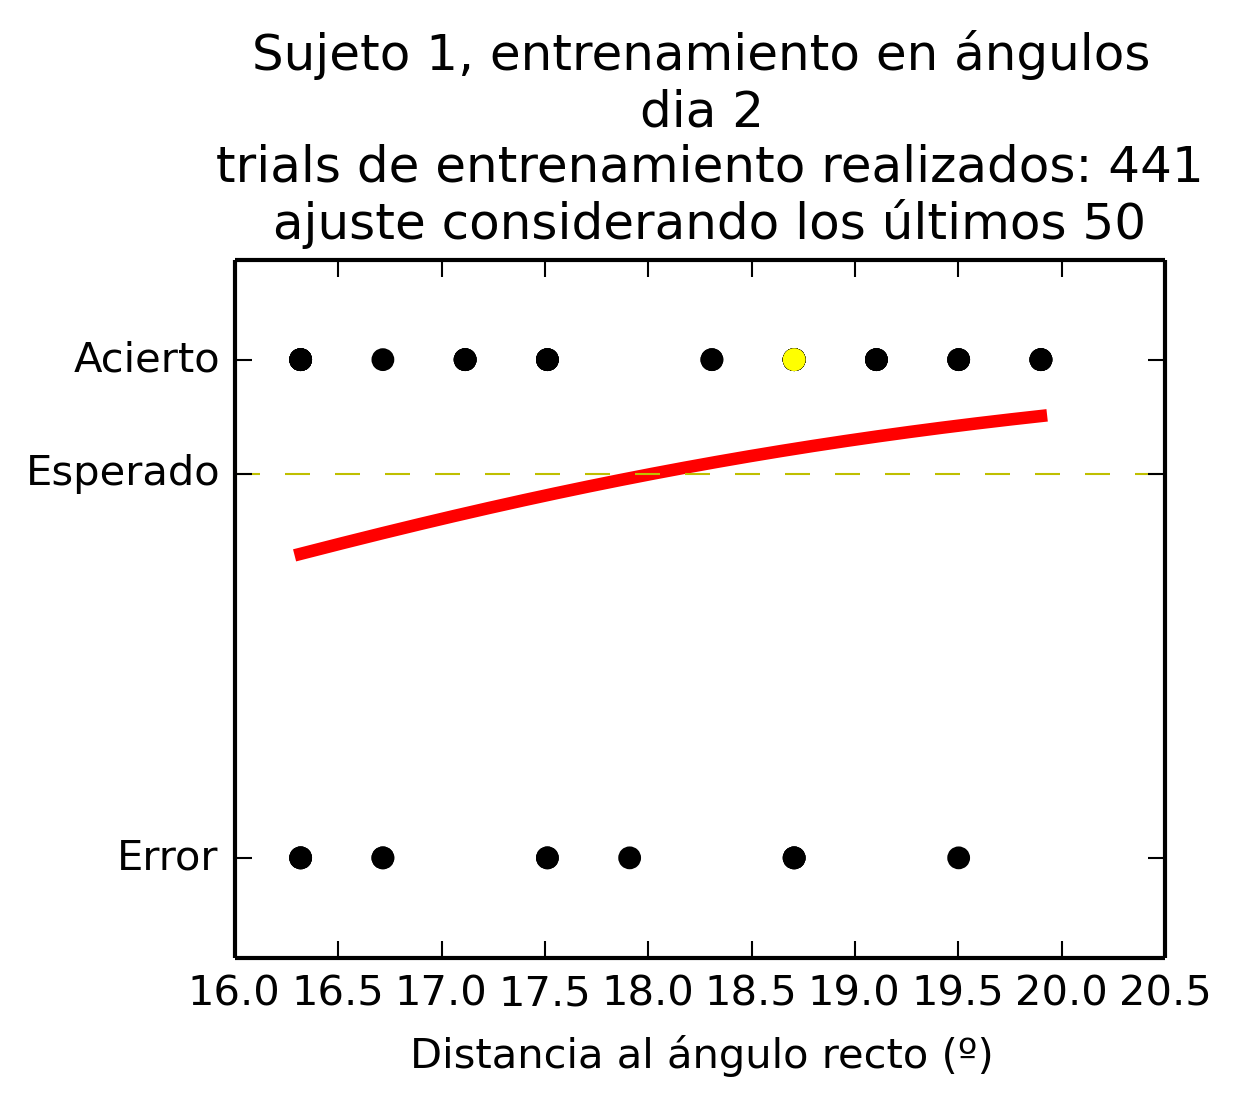 Sujeto 1, entrenamiento en ángulos
dia 2
trials de entrenamiento realizados: 441
ajuste considerando los últimos 50
Acierto
Esperado
Error
16.0 16.5 17.0 17.5 18.0 18.5 19.0 19.5 20.0 20.5
Distancia al ángulo recto (º)